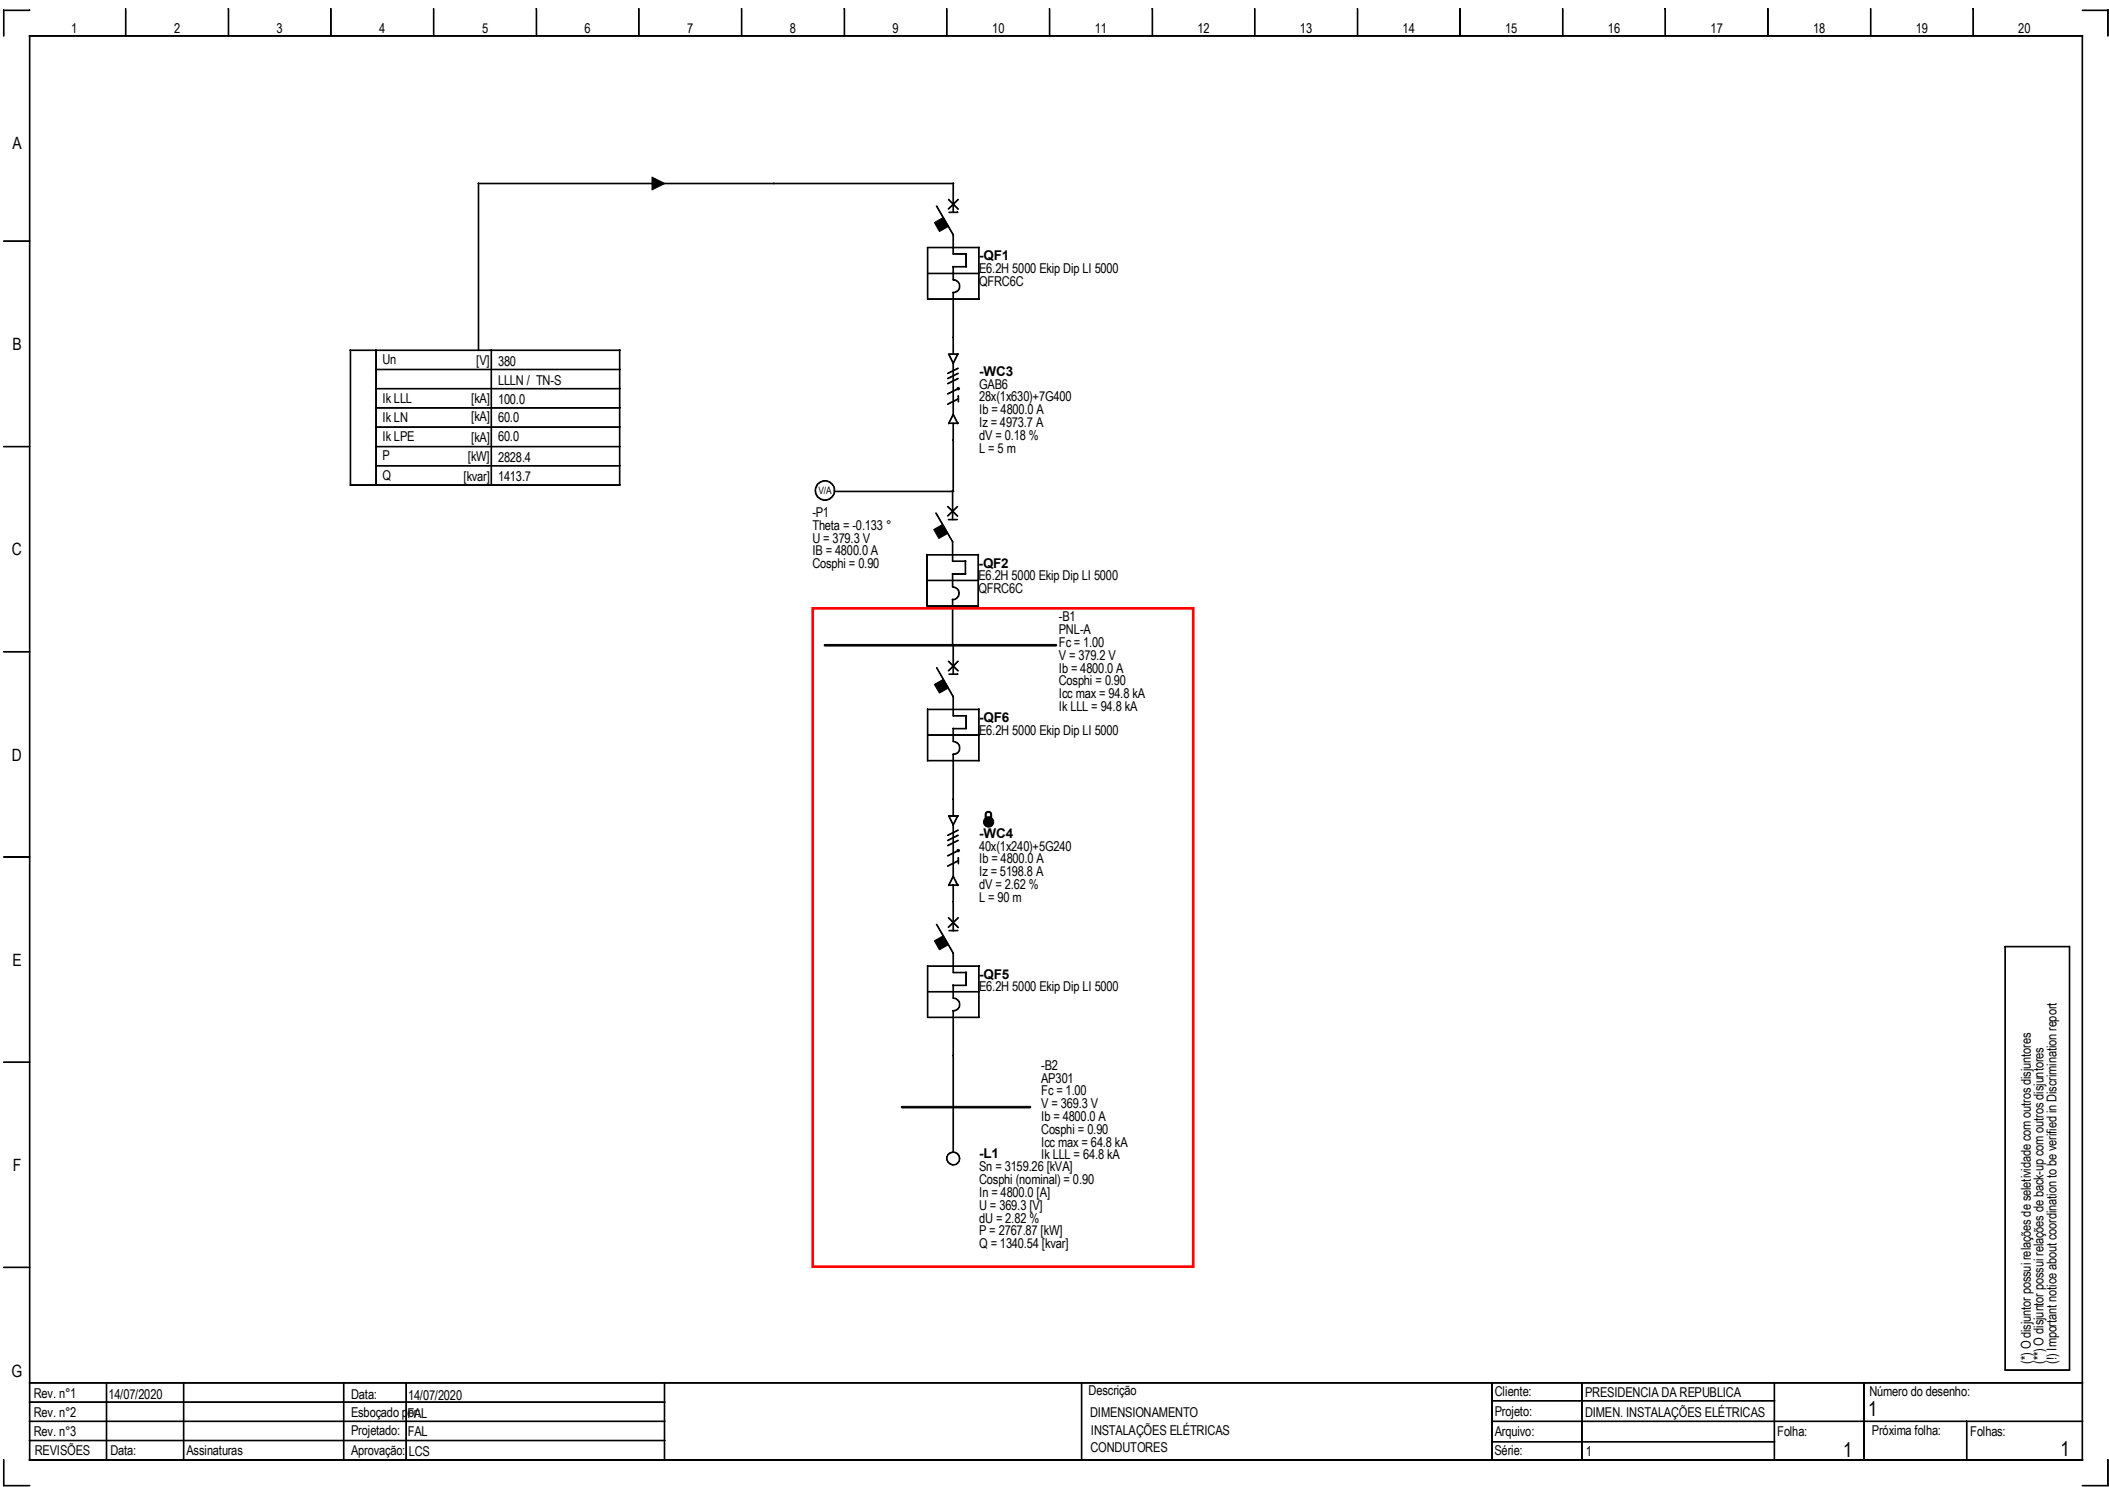 1 2 3 4 5 6 7 8 9 10 11 12 13 14 15 16 17 18 19 20
A
B
C
D
E
F
G
-QF1
E6.2H 5000 Ekip Dip LI 5000
QFRC6C
Un [V] 380
LLLN / TN-S
Ik LLL [kA] 100.0
Ik LN [kA] 60.0
Ik LPE [kA] 60.0
P [kW] 2828.4
Q [kvar] 1413.7
-WC3
GAB6
28x(1x630)+7G400
Ib = 4800.0 A
Iz = 4973.7 A
dV = 0.18 %
L = 5 m
V/A
-P1
Theta = -0.133 °
U = 379.3 V
IB = 4800.0 A
Cosphi = 0.90
-QF2
E6.2H 5000 Ekip Dip LI 5000
QFRC6C
-B1
PNL-A
Fc = 1.00
V = 379.2 V
Ib = 4800.0 A
Cosphi = 0.90
Icc max = 94.8 kA
Ik LLL = 94.8 kA
-QF6
E6.2H 5000 Ekip Dip LI 5000
-WC4
40x(1x240)+5G240
Ib = 4800.0 A
Iz = 5198.8 A
dV = 2.62 %
L = 90 m
-QF5
E6.2H 5000 Ekip Dip LI 5000
-B2
AP301
Fc = 1.00
V = 369.3 V
Ib = 4800.0 A
Cosphi = 0.90
Icc max = 64.8 kA
Ik LLL = 64.8 kA
-L1
Sn = 3159.26 [kVA]
Cosphi (nominal) = 0.90
In = 4800.0 [A]
U = 369.3 [V]
dU = 2.82 %
P = 2767.87 [kW]
Q = 1340.54 [kvar]
(*) O disjuntor possui relações de seletividade com outros disjuntores
(**) O disjuntor possui relações de back-up com outros disjuntores
(!) Important notice about coordination to be verified in Discrimination report
Rev. n°1 14/07/2020 Data: 14/07/2020
Rev. n°2 Esboçado por: FAL
Rev. n°3 Projetado: FAL
REVISÕES Data: Assinaturas Aprovação: LCS
Descrição
DIMENSIONAMENTO
INSTALAÇÕES ELÉTRICAS
CONDUTORES
Cliente: PRESIDENCIA DA REPUBLICA
Projeto: DIMEN. INSTALAÇÕES ELÉTRICAS
Arquivo:
Série: 1
Folha: 1
Número do desenho:
1
Próxima folha:
Folhas: 1